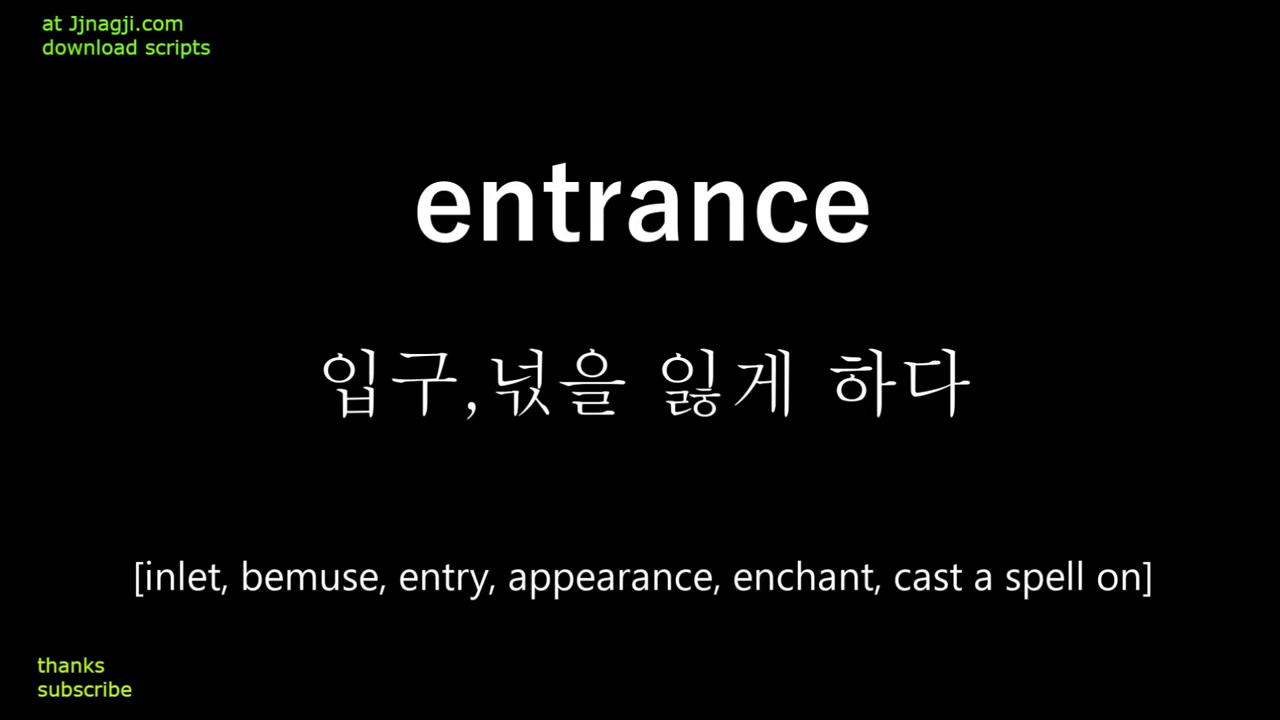 at Jjnagji.com
download scripts
entrance
입구,넋을 잃게 하다
[inlet, bemuse, entry, appearance, enchant, cast a spell on]
thanks
subscribe